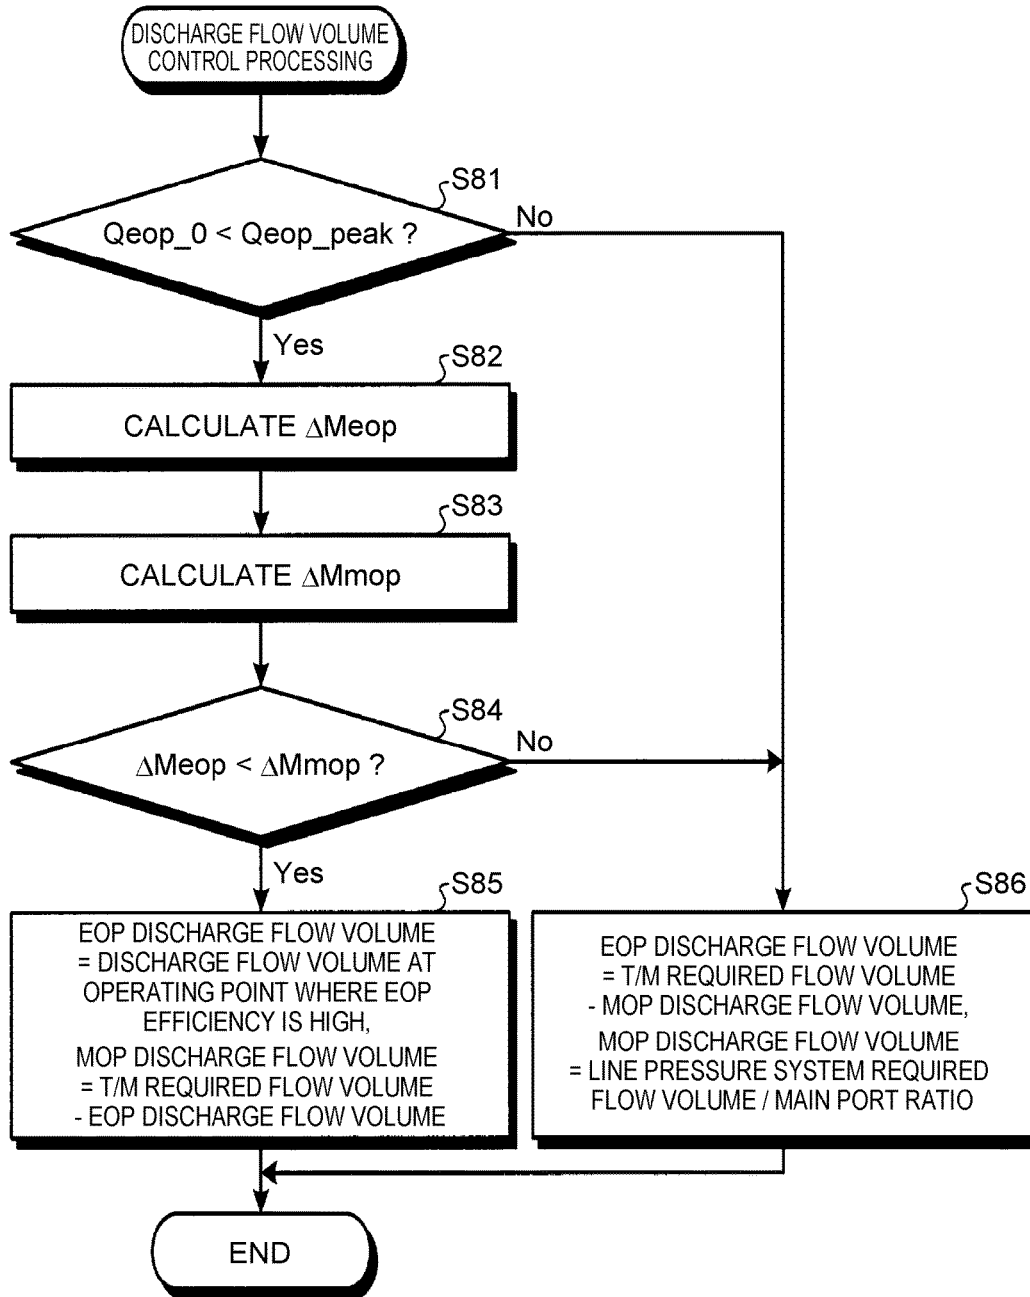 DISCHARGE FLOW VOLUME
CONTROL PROCESSING
S81
Qeop_0 < Qeop_peak ?
No
Yes
S82
CALCULATE ΔMeop
S83
CALCULATE ΔMmop
S84
ΔMeop < ΔMmop ?
No
Yes
S85
EOP DISCHARGE FLOW VOLUME
= DISCHARGE FLOW VOLUME AT
OPERATING POINT WHERE EOP
EFFICIENCY IS HIGH,
MOP DISCHARGE FLOW VOLUME
= T/M REQUIRED FLOW VOLUME
- EOP DISCHARGE FLOW VOLUME
S86
EOP DISCHARGE FLOW VOLUME
= T/M REQUIRED FLOW VOLUME
- MOP DISCHARGE FLOW VOLUME,
MOP DISCHARGE FLOW VOLUME
= LINE PRESSURE SYSTEM REQUIRED
FLOW VOLUME / MAIN PORT RATIO
END